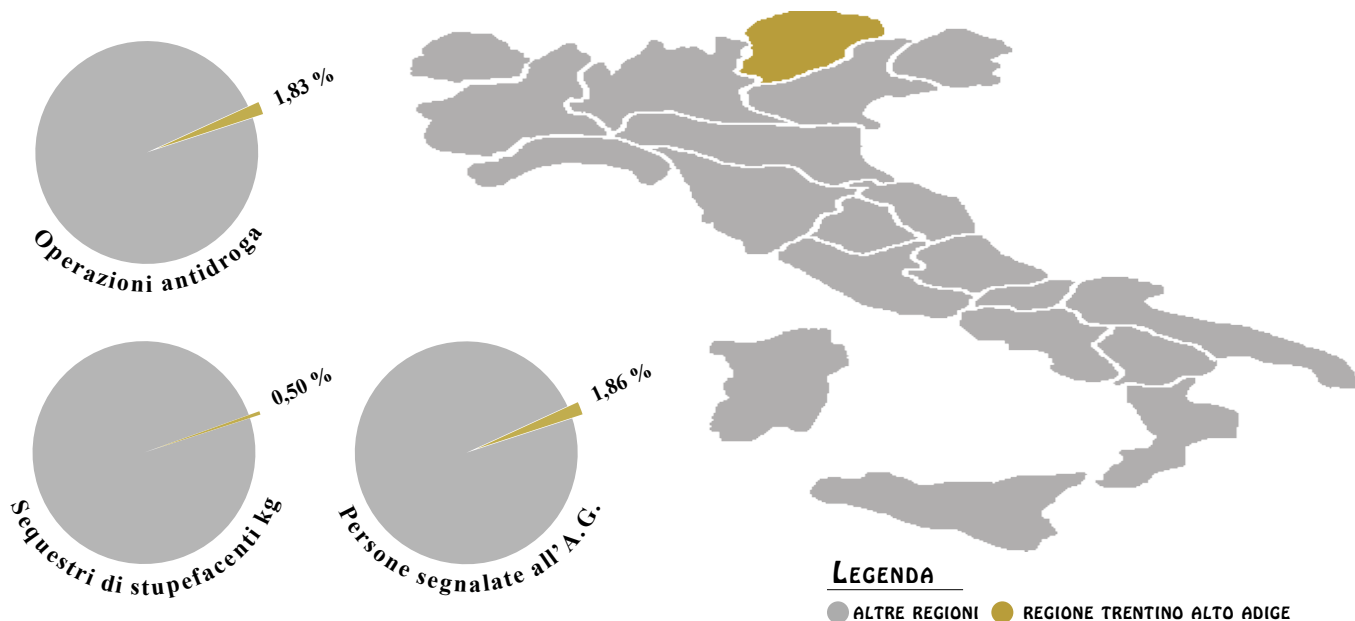 1,83 %
Operazioni antidroga
0,50 %
Sequestri di stupefacenti kg
1,86 %
Persone segnalate all'A.G.
LEGENDA
ALTRE REGIONI
REGIONE TRENTINO ALTO ADIGE